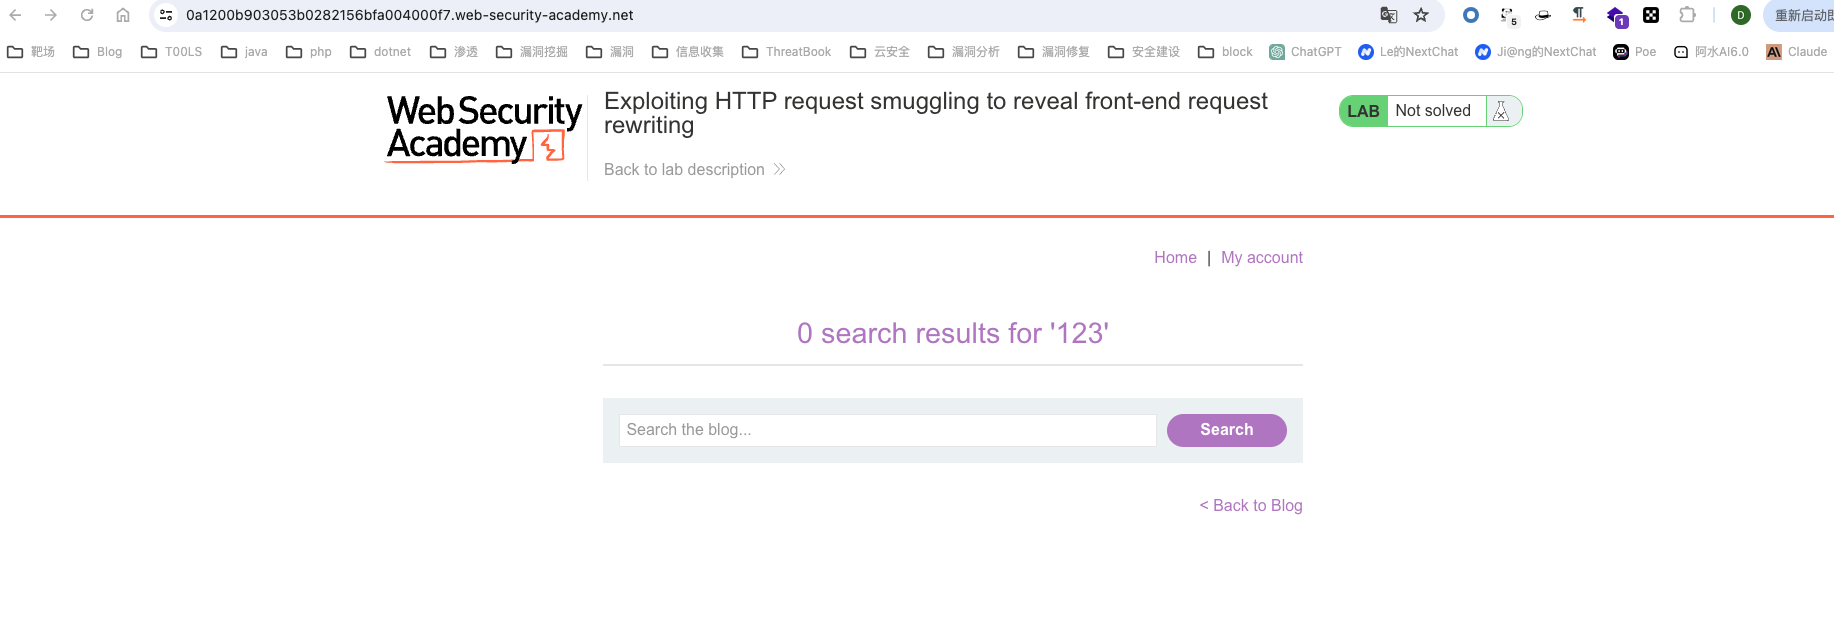 0a1200b903053b0282156bfa004000f7.web-security-academy.net
5
1
D
重新启动即
靶场 Blog T00LS java php dotnet 渗透 漏洞挖掘 漏洞 信息收集 ThreatBook 云安全 漏洞分析 漏洞修复 安全建设 block ChatGPT Le的NextChat Ji@ng的NextChat Poe 阿水AI6.0 Claude
Web Security
Academy
Exploiting HTTP request smuggling to reveal front-end request
rewriting
Back to lab description
LAB Not solved
Home | My account
0 search results for '123'
Search the blog...
Search
< Back to Blog